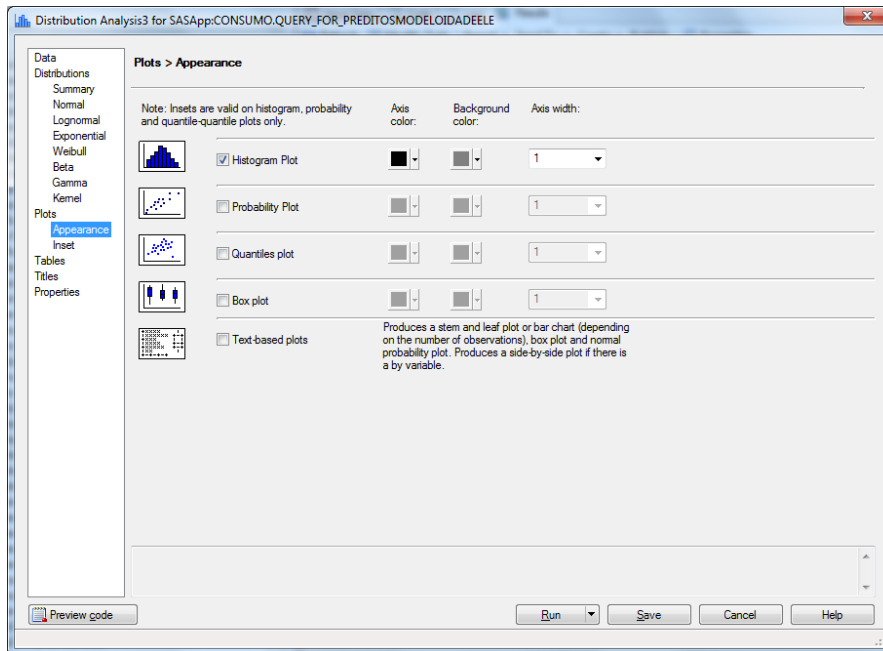 Distribution Analysis3 for SASApp:CONSUMO.QUERY_FOR_PREDITOSMODELOIDADEELE
Data
Distributions
Summary
Normal
Lognormal
Exponential
Weibull
Beta
Gamma
Kernel
Plots
Appearance
Inset
Tables
Titles
Properties
Plots > Appearance
Note: Insets are valid on histogram, probability
and quantile-quantile plots only.
Axis
color:
Background
color:
Axis width:
Histogram Plot
1
Probability Plot
1
Quantiles plot
1
Box plot
1
Text-based plots
Produces a stem and leaf plot or bar chart (depending
on the number of observations), box plot and normal
probability plot. Produces a side-by-side plot if there is
a by variable.
Preview code
Run
Save
Cancel
Help